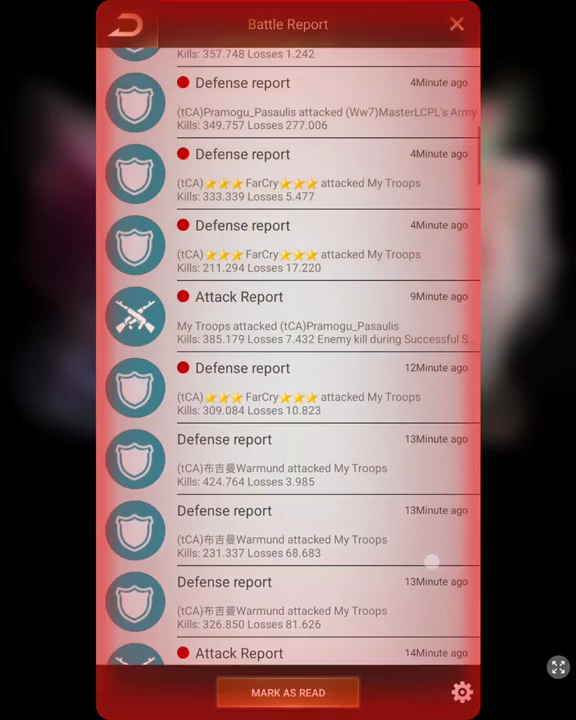 Battle Report
Kills: 357.748 Losses 1.242
Defense report 4Minute ago
(tCA)Pramogu_Pasaulis attacked (Ww7)MasterLCPL's Army
Kills: 349.757 Losses 277.006
Defense report 4Minute ago
(tCA)⭐⭐⭐FarCry⭐⭐⭐ attacked My Troops
Kills: 333.339 Losses 5.477
Defense report 4Minute ago
(tCA)⭐⭐⭐FarCry⭐⭐⭐ attacked My Troops
Kills: 211.294 Losses 17.220
Attack Report 9Minute ago
My Troops attacked (tCA)Pramogu_Pasaulis
Kills: 385.179 Losses 7.432 Enemy kill during Successful S...
Defense report 12Minute ago
(tCA)⭐⭐⭐FarCry⭐⭐⭐ attacked My Troops
Kills: 309.084 Losses 10.823
Defense report 13Minute ago
(tCA)布吉曼Warmund attacked My Troops
Kills: 424.764 Losses 3.985
Defense report 13Minute ago
(tCA)布吉曼Warmund attacked My Troops
Kills: 231.337 Losses 68.683
Defense report 13Minute ago
(tCA)布吉曼Warmund attacked My Troops
Kills: 326.850 Losses 81.626
Attack Report 14Minute ago
MARK AS READ